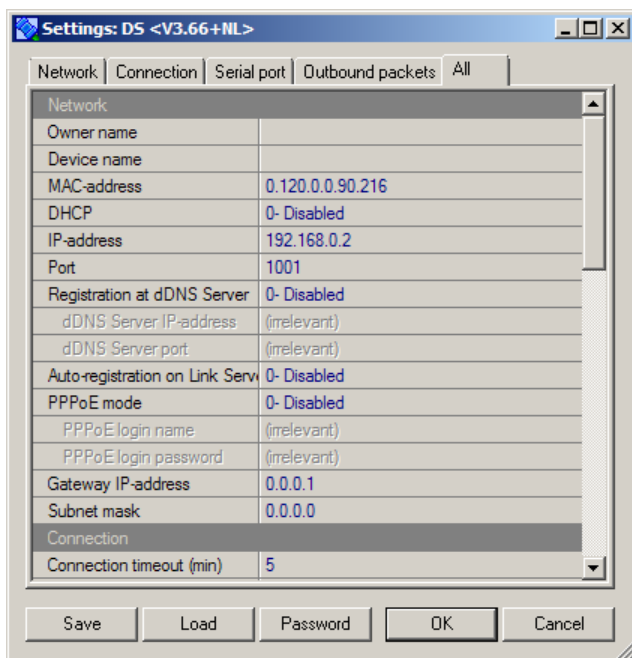 Settings: DS <V3.66+NL>
Network Connection Serial port Outbound packets All
Network
Owner name
Device name
MAC-address 0.120.0.0.90.216
DHCP 0- Disabled
IP-address 192.168.0.2
Port 1001
Registration at dDNS Server 0- Disabled
dDNS Server IP-address (irrelevant)
dDNS Server port (irrelevant)
Auto-registration on Link Serv 0- Disabled
PPPoE mode 0- Disabled
PPPoE login name (irrelevant)
PPPoE login password (irrelevant)
Gateway IP-address 0.0.0.1
Subnet mask 0.0.0.0
Connection
Connection timeout (min) 5
Save Load Password OK Cancel